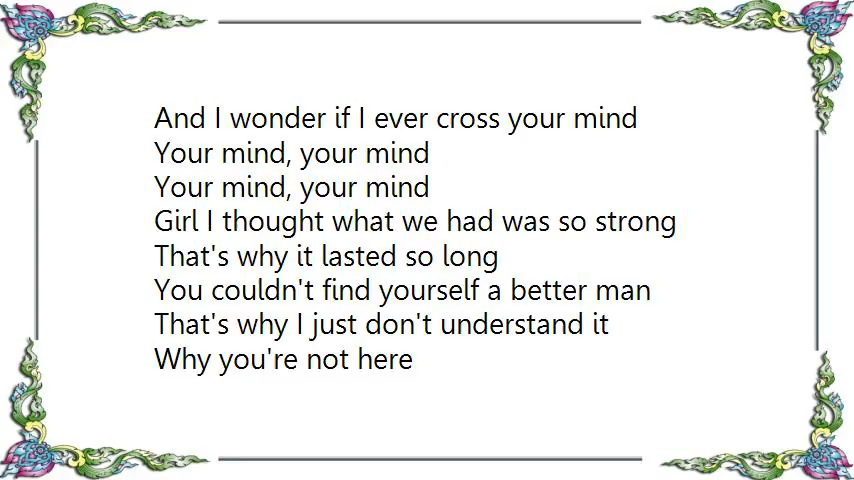 And I wonder if I ever cross your mind
Your mind, your mind
Your mind, your mind
Girl I thought what we had was so strong
That's why it lasted so long
You couldn't find yourself a better man
That's why I just don't understand it
Why you're not here